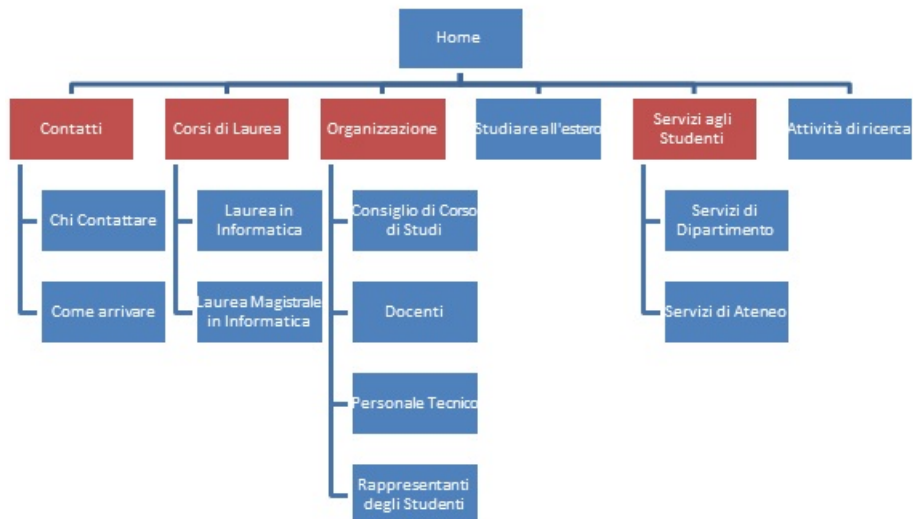 Home
Contatti
Corsi di Laurea
Organizzazione
Studiare all'estero
Servizi agli
Studenti
Attività di ricerca
Chi Contattare
Come arrivare
Laurea in
Informatica
Laurea Magistrale
in Informatica
Consiglio di Corso
di Studi
Docenti
Personale Tecnico
Rappresentanti
degli Studenti
Servizi di
Dipartimento
Servizi di Ateneo